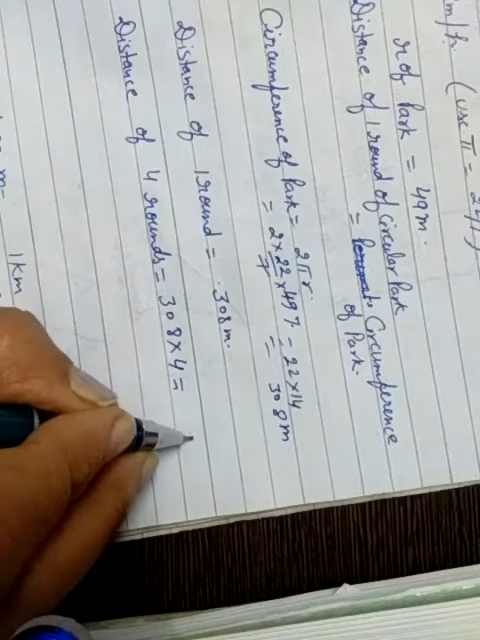 m/h. (use π = 22/7)
r of Park = 49m.
Distance of 1 round of circular Park
= Circumference
of Park.
Circumference of Park = 2πr.
= 2 × 22/7 × 49 7 = 22 × 14
= 308 m
Distance of 1 round = 308m.
Distance of 4 rounds = 308 × 4 =
1 km
m =